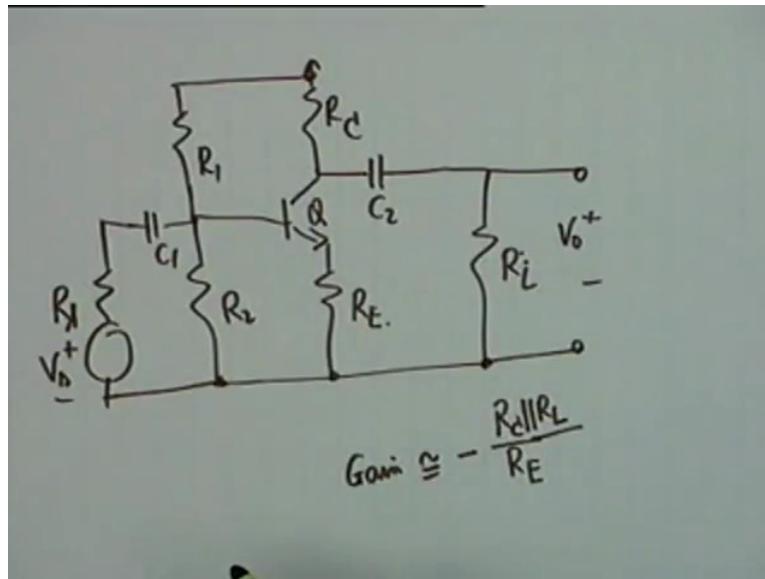 RC
R1
Q
C2
C1
V0 +
-
RL
Rs
R2
RE.
Vs +
-
Gain ≅ - RC||RL
RE